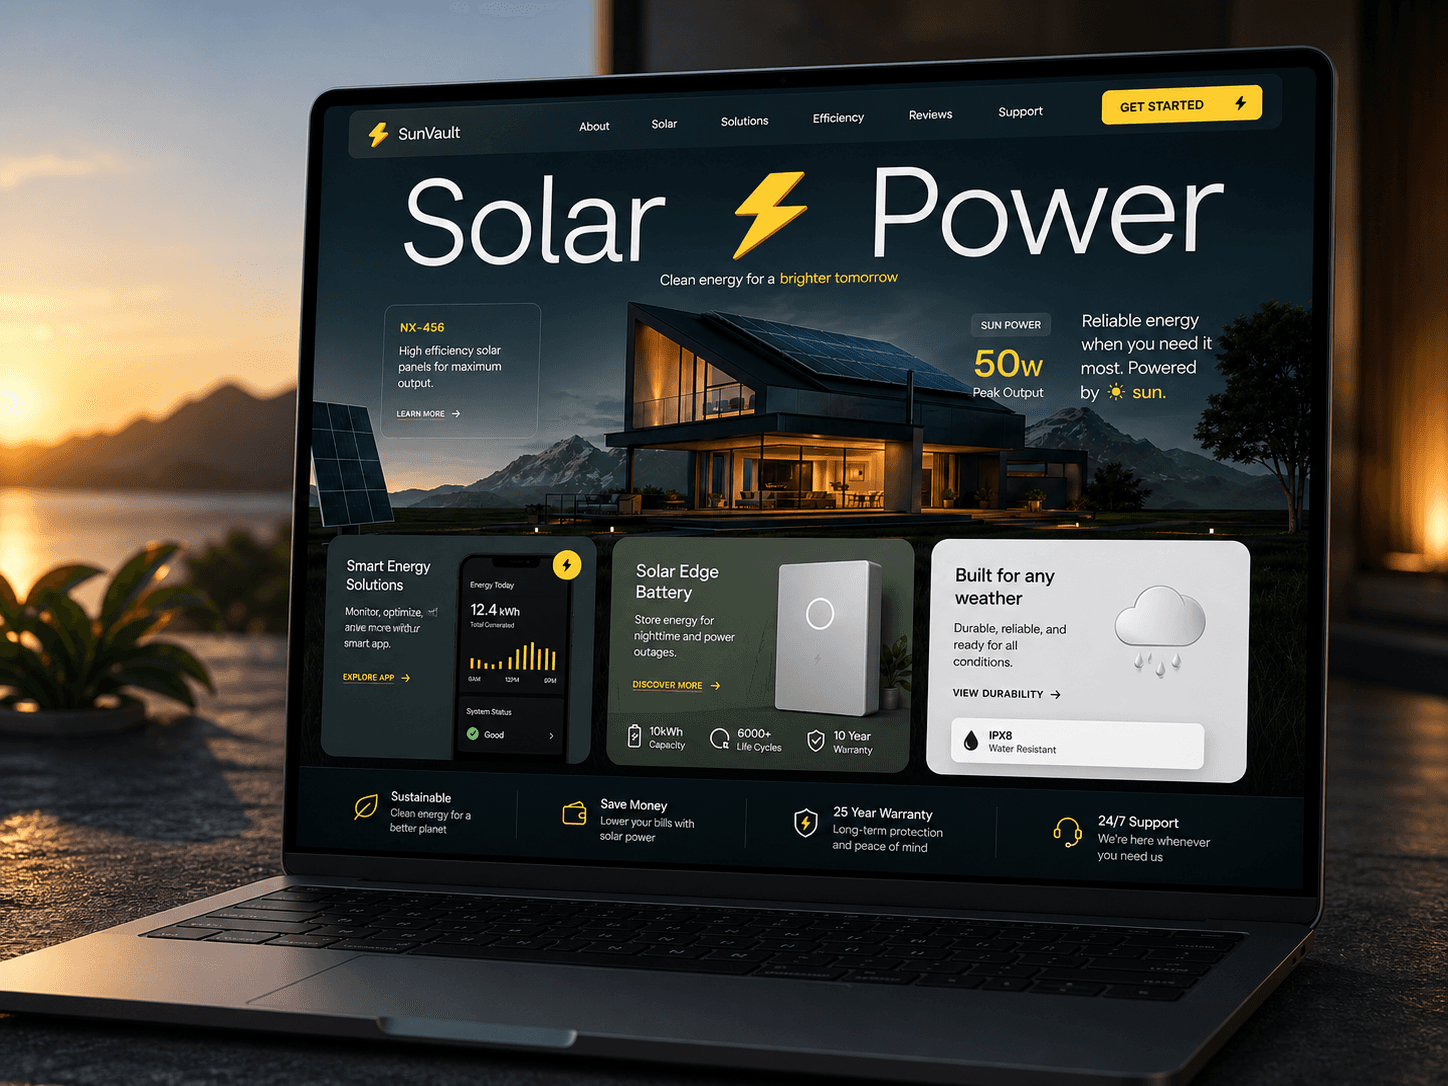 SunVault
About
Solar
Solutions
Efficiency
Reviews
Support
GET STARTED
Solar Power
Clean energy for a brighter tomorrow
NX-456
High efficiency solar
panels for maximum
output.
LEARN MORE
SUN POWER
50W
Peak Output
Reliable energy
when you need it
most. Powered
by sun.
Smart Energy
Solutions
Monitor, optimize,
more
smart app.
EXPLORE APP
Energy Today
12.4 kWh
Total Generated
6AM
12PM
6PM
System Status
Good
Solar Edge
Battery
Store energy for
nighttime and power
outages.
DISCOVER MORE
10kWh
Capacity
6000+
Life Cycles
10 Year
Warranty
Built for any
weather
Durable, reliable, and
ready for all
conditions.
VIEW DURABILITY
IPX8
Water Resistant
Sustainable
Clean energy for a
better planet
Save Money
Lower your bills with
solar power
25 Year Warranty
Long-term protection
and peace of mind
24/7 Support
We're here whenever
you need us